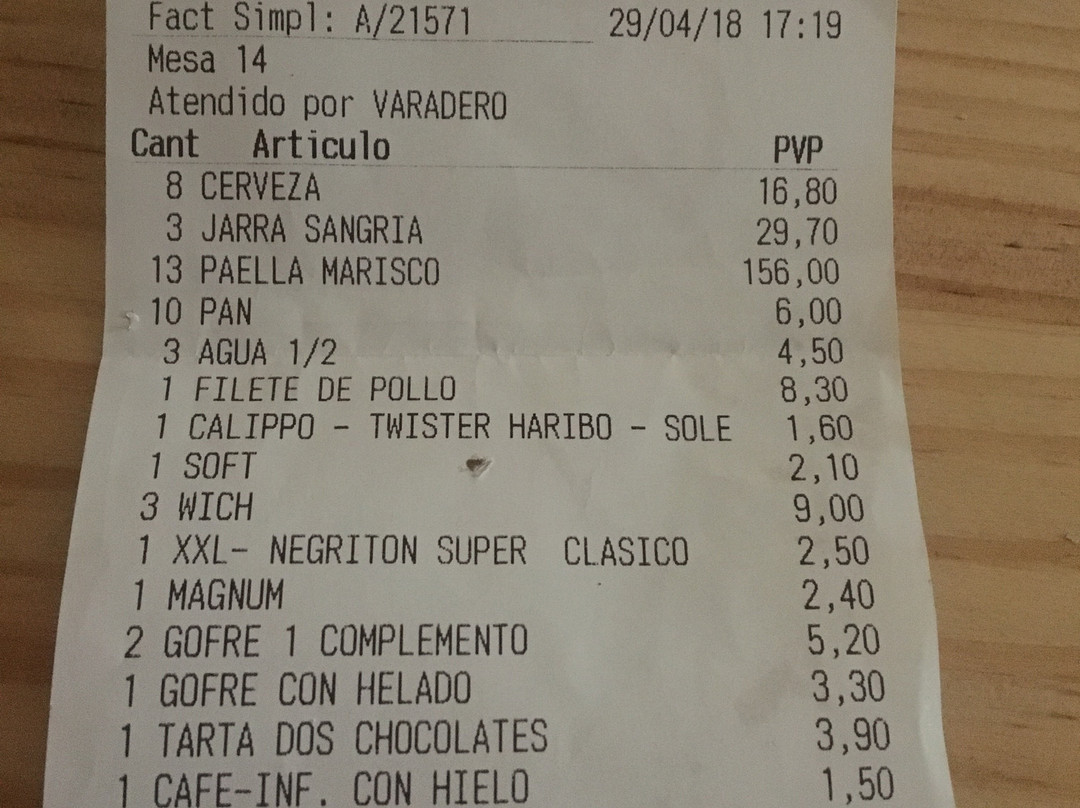 Fact Simpl: A/21571 29/04/18 17:19
Mesa 14
Atendido por VARADERO
Cant Articulo PVP
8 CERVEZA 16,80
3 JARRA SANGRIA 29,70
13 PAELLA MARISCO 156,00
10 PAN 6,00
3 AGUA 1/2 4,50
1 FILETE DE POLLO 8,30
1 CALIPPO - TWISTER HARIBO - SOLE 1,60
1 SOFT 2,10
3 WICH 9,00
1 XXL- NEGRITON SUPER CLASICO 2,50
1 MAGNUM 2,40
2 GOFRE 1 COMPLEMENTO 5,20
1 GOFRE CON HELADO 3,30
1 TARTA DOS CHOCOLATES 3,90
1 CAFE-INF. CON HIELO 1,50